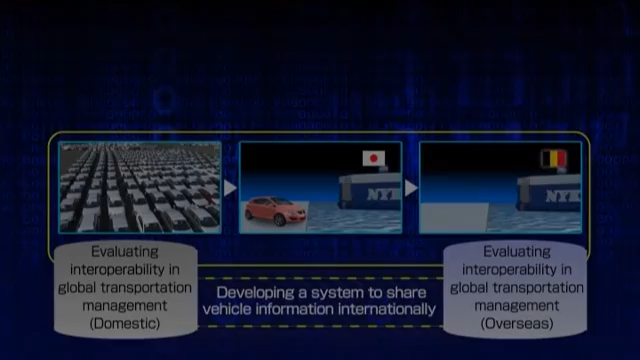 NYK
NYK
Evaluating
interoperability in
global transportation
management
(Domestic)
Developing a system to share
vehicle information internationally
Evaluating
interoperability in
global transportation
management
(Overseas)